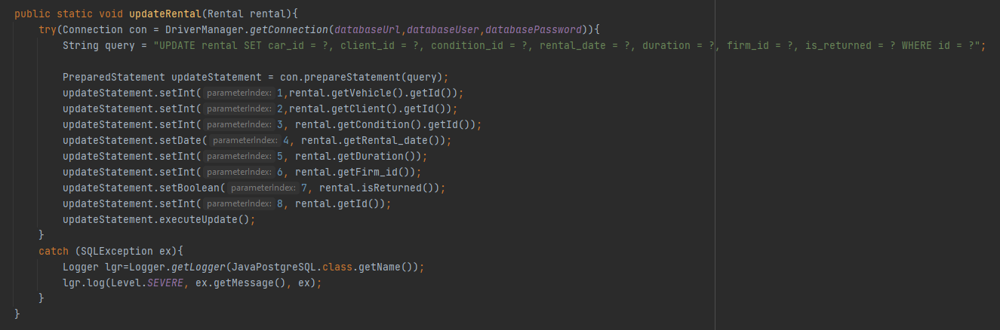 public static void updateRental(Rental rental){
    try(Connection con = DriverManager.getConnection(databaseUrl,databaseUser,databasePassword)){
        String query = "UPDATE rental SET car_id = ?, client_id = ?, condition_id = ?, rental_date = ?, duration = ?, firm_id = ?, is_returned = ? WHERE id = ?";
        PreparedStatement updateStatement = con.prepareStatement(query);
        updateStatement.setInt( parameterIndex: 1,rental.getVehicle().getId());
        updateStatement.setInt( parameterIndex: 2,rental.getClient().getId());
        updateStatement.setInt( parameterIndex: 3, rental.getCondition().getId());
        updateStatement.setDate( parameterIndex: 4, rental.getRental_date());
        updateStatement.setInt( parameterIndex: 5, rental.getDuration());
        updateStatement.setInt( parameterIndex: 6, rental.getFirm_id());
        updateStatement.setBoolean( parameterIndex: 7, rental.isReturned());
        updateStatement.setInt( parameterIndex: 8, rental.getId());
        updateStatement.executeUpdate();
    }
    catch (SQLException ex){
        Logger lgr=Logger.getLogger(JavaPostgreSQL.class.getName());
        lgr.log(Level.SEVERE, ex.getMessage(), ex);
    }
}